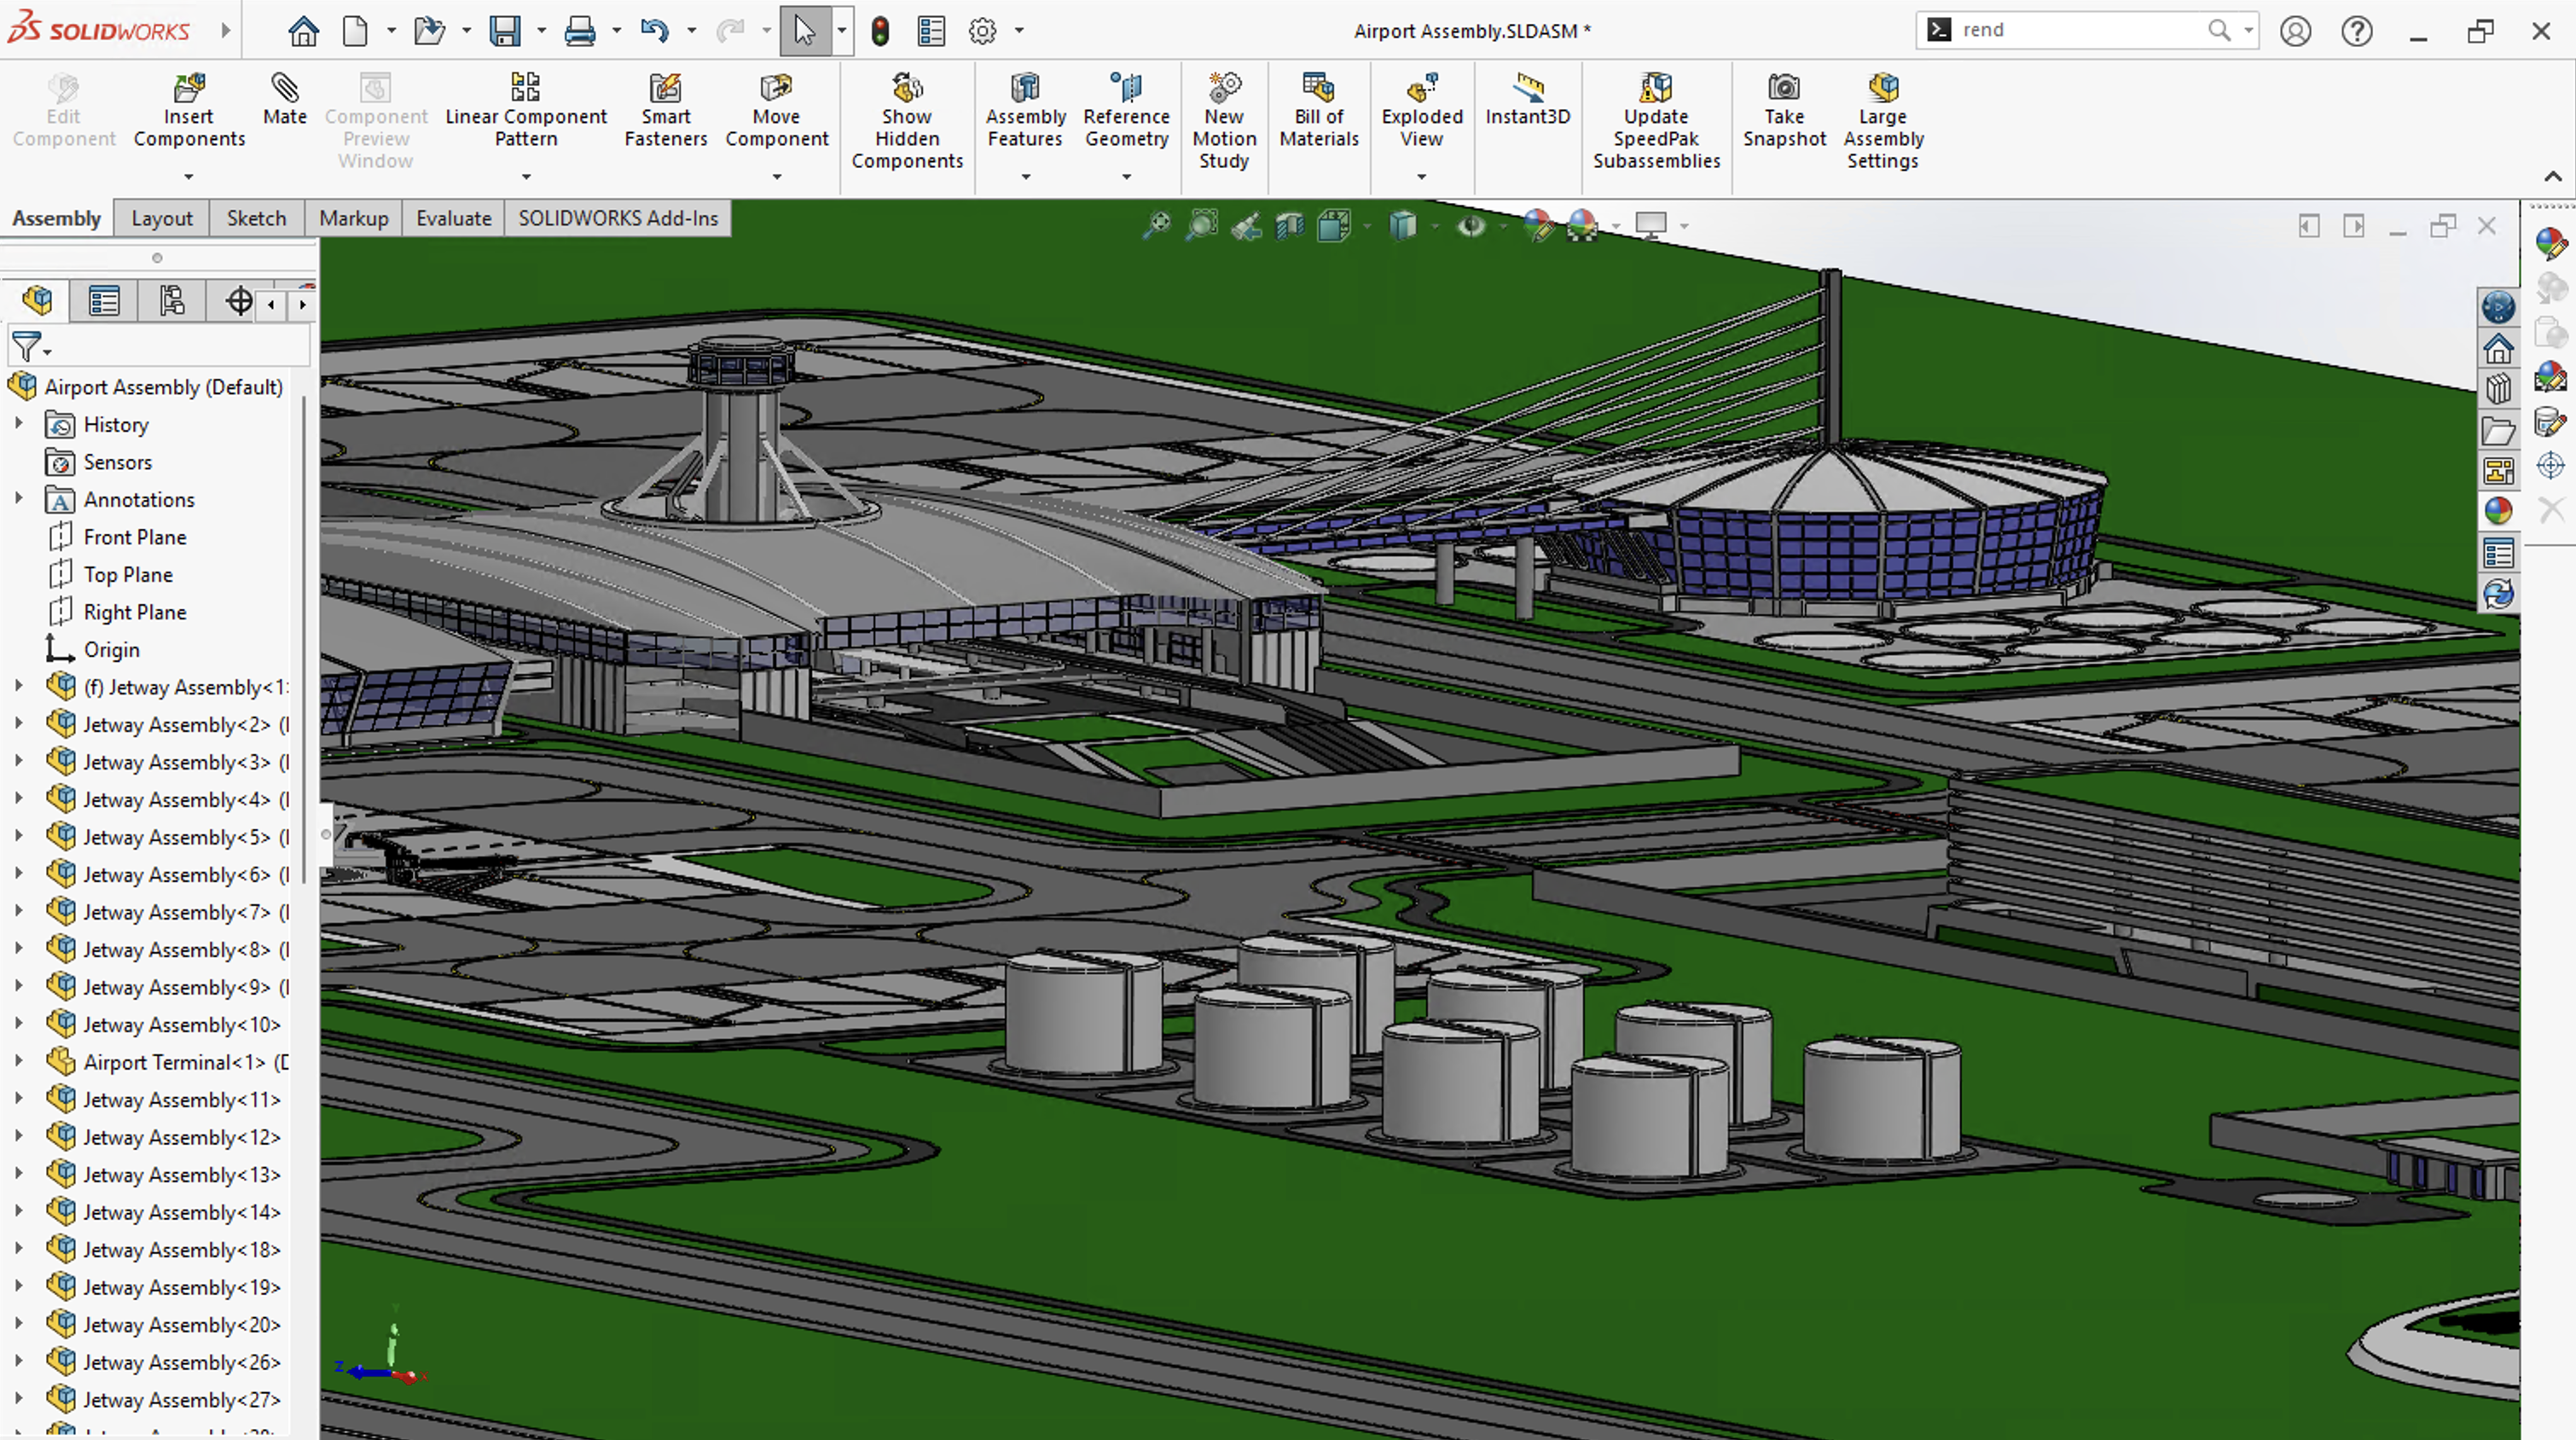 SOLIDWORKS
Airport Assembly.SLDASM *
rend
Edit
Component
Insert
Components
Mate
Component
Preview
Window
Linear Component
Pattern
Smart
Fasteners
Move
Component
Show
Hidden
Components
Assembly
Features
Reference
Geometry
New
Motion
Study
Bill of
Materials
Exploded
View
Instant3D
Update
SpeedPak
Subassemblies
Take
Snapshot
Large
Assembly
Settings
Assembly
Layout
Sketch
Markup
Evaluate
SOLIDWORKS Add-Ins
Airport Assembly (Default)
History
Sensors
Annotations
Front Plane
Top Plane
Right Plane
Origin
(f) Jetway Assembly<1
Jetway Assembly<2> (
Jetway Assembly<3> (
Jetway Assembly<4> (
Jetway Assembly<5> (
Jetway Assembly<6> (
Jetway Assembly<7> (
Jetway Assembly<8> (
Jetway Assembly<9> (
Jetway Assembly<10>
Airport Terminal<1> (D
Jetway Assembly<11>
Jetway Assembly<12>
Jetway Assembly<13>
Jetway Assembly<14>
Jetway Assembly<18>
Jetway Assembly<19>
Jetway Assembly<20>
Jetway Assembly<26>
Jetway Assembly<27>
Y
Z
X